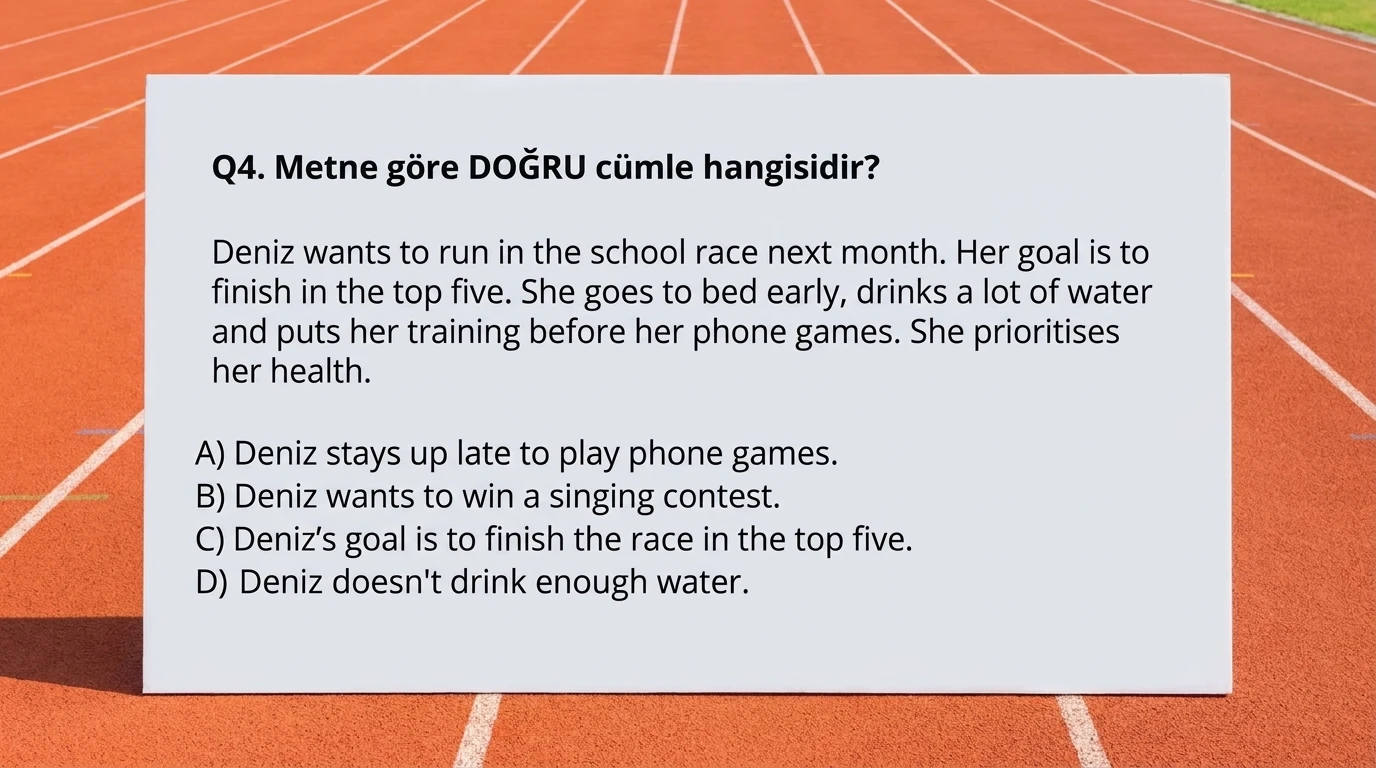 Q4. Metne göre DOĞRU cümle hangisidir?
Deniz wants to run in the school race next month. Her goal is to
finish in the top five. She goes to bed early, drinks a lot of water
and puts her training before her phone games. She prioritises
her health.
A) Deniz stays up late to play phone games.
B) Deniz wants to win a singing contest.
C) Deniz’s goal is to finish the race in the top five.
D) Deniz doesn't drink enough water.